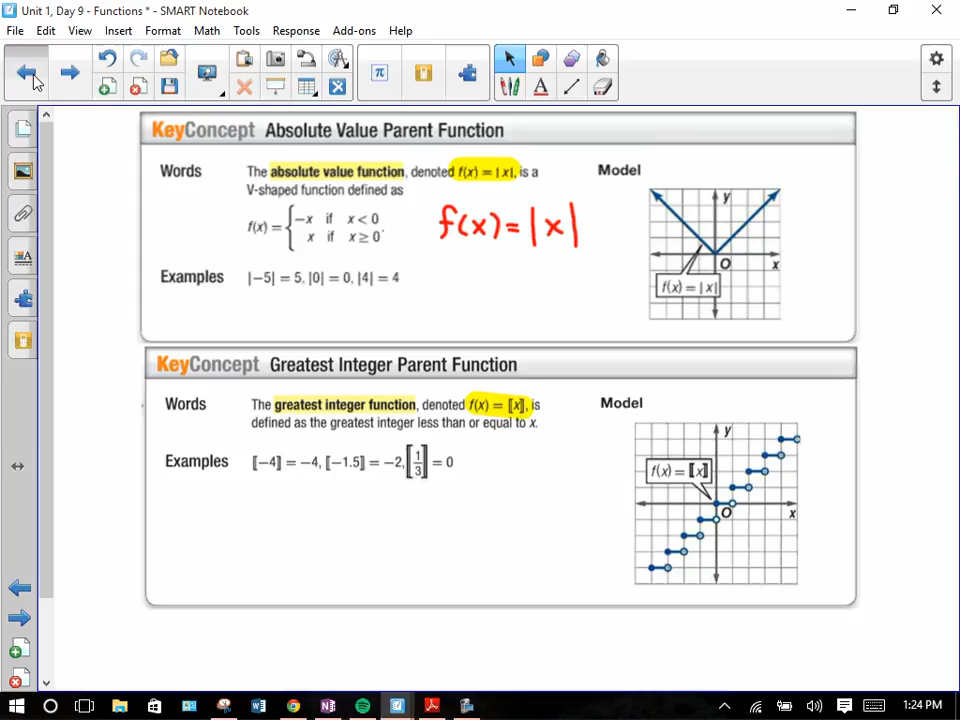 Unit 1, Day 9 - Functions * - SMART Notebook
File Edit View Insert Format Math Tools Response Add-ons Help
KeyConcept Absolute Value Parent Function
Words The absolute value function, denoted f(x) = |x|, is a
V-shaped function defined as
f(x) = { −x if x < 0
x if x ≥ 0 .
f(x) = |x|
Examples |−5| = 5, |0| = 0, |4| = 4
Model
y
O
x
f(x) = |x|
KeyConcept Greatest Integer Parent Function
Words The greatest integer function, denoted f(x) = ⟦x⟧, is
defined as the greatest integer less than or equal to x.
Examples ⟦−4⟧ = −4, ⟦−1.5⟧ = −2, ⟦1/3⟧ = 0
Model
y
f(x) = ⟦x⟧
O
x
1:24 PM